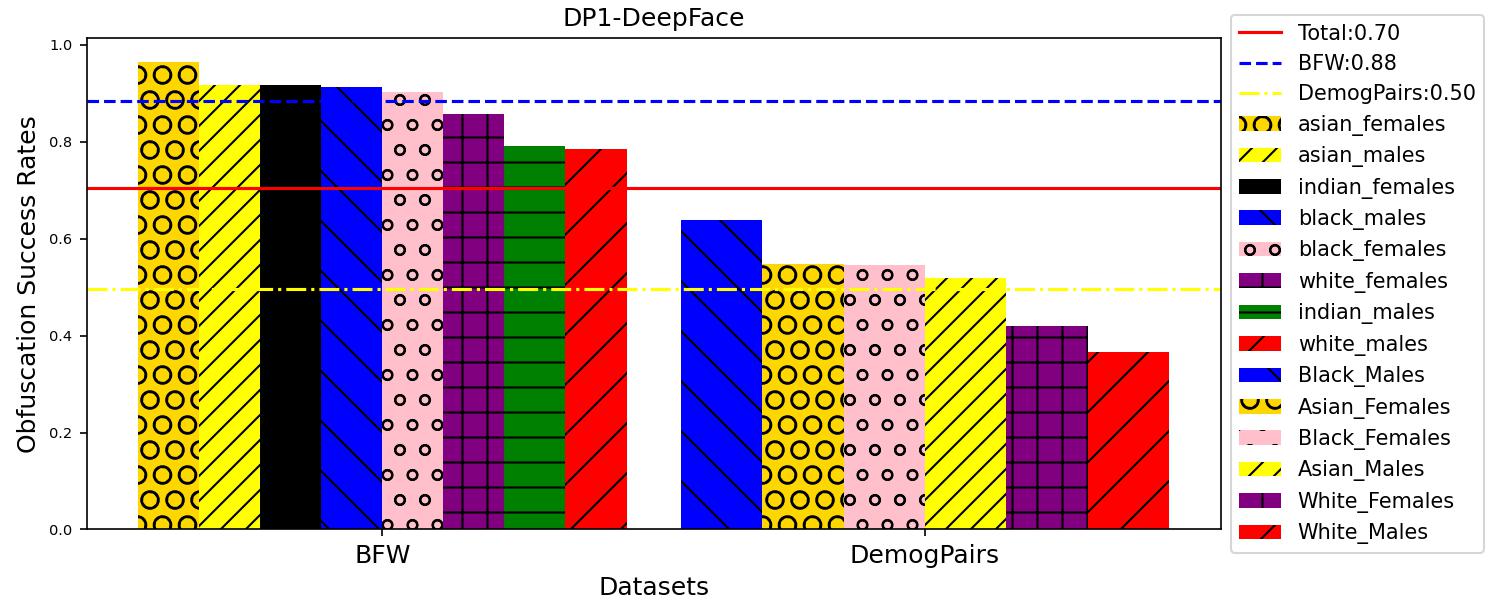 DP1-DeepFace
Obfuscation Success Rates
1.0
0.8
0.6
0.4
0.2
0.0
BFW
DemogPairs
Datasets
Total:0.70
BFW:0.88
DemogPairs:0.50
asian_females
asian_males
indian_females
black_males
black_females
white_females
indian_males
white_males
Black_Males
Asian_Females
Black_Females
Asian_Males
White_Females
White_Males